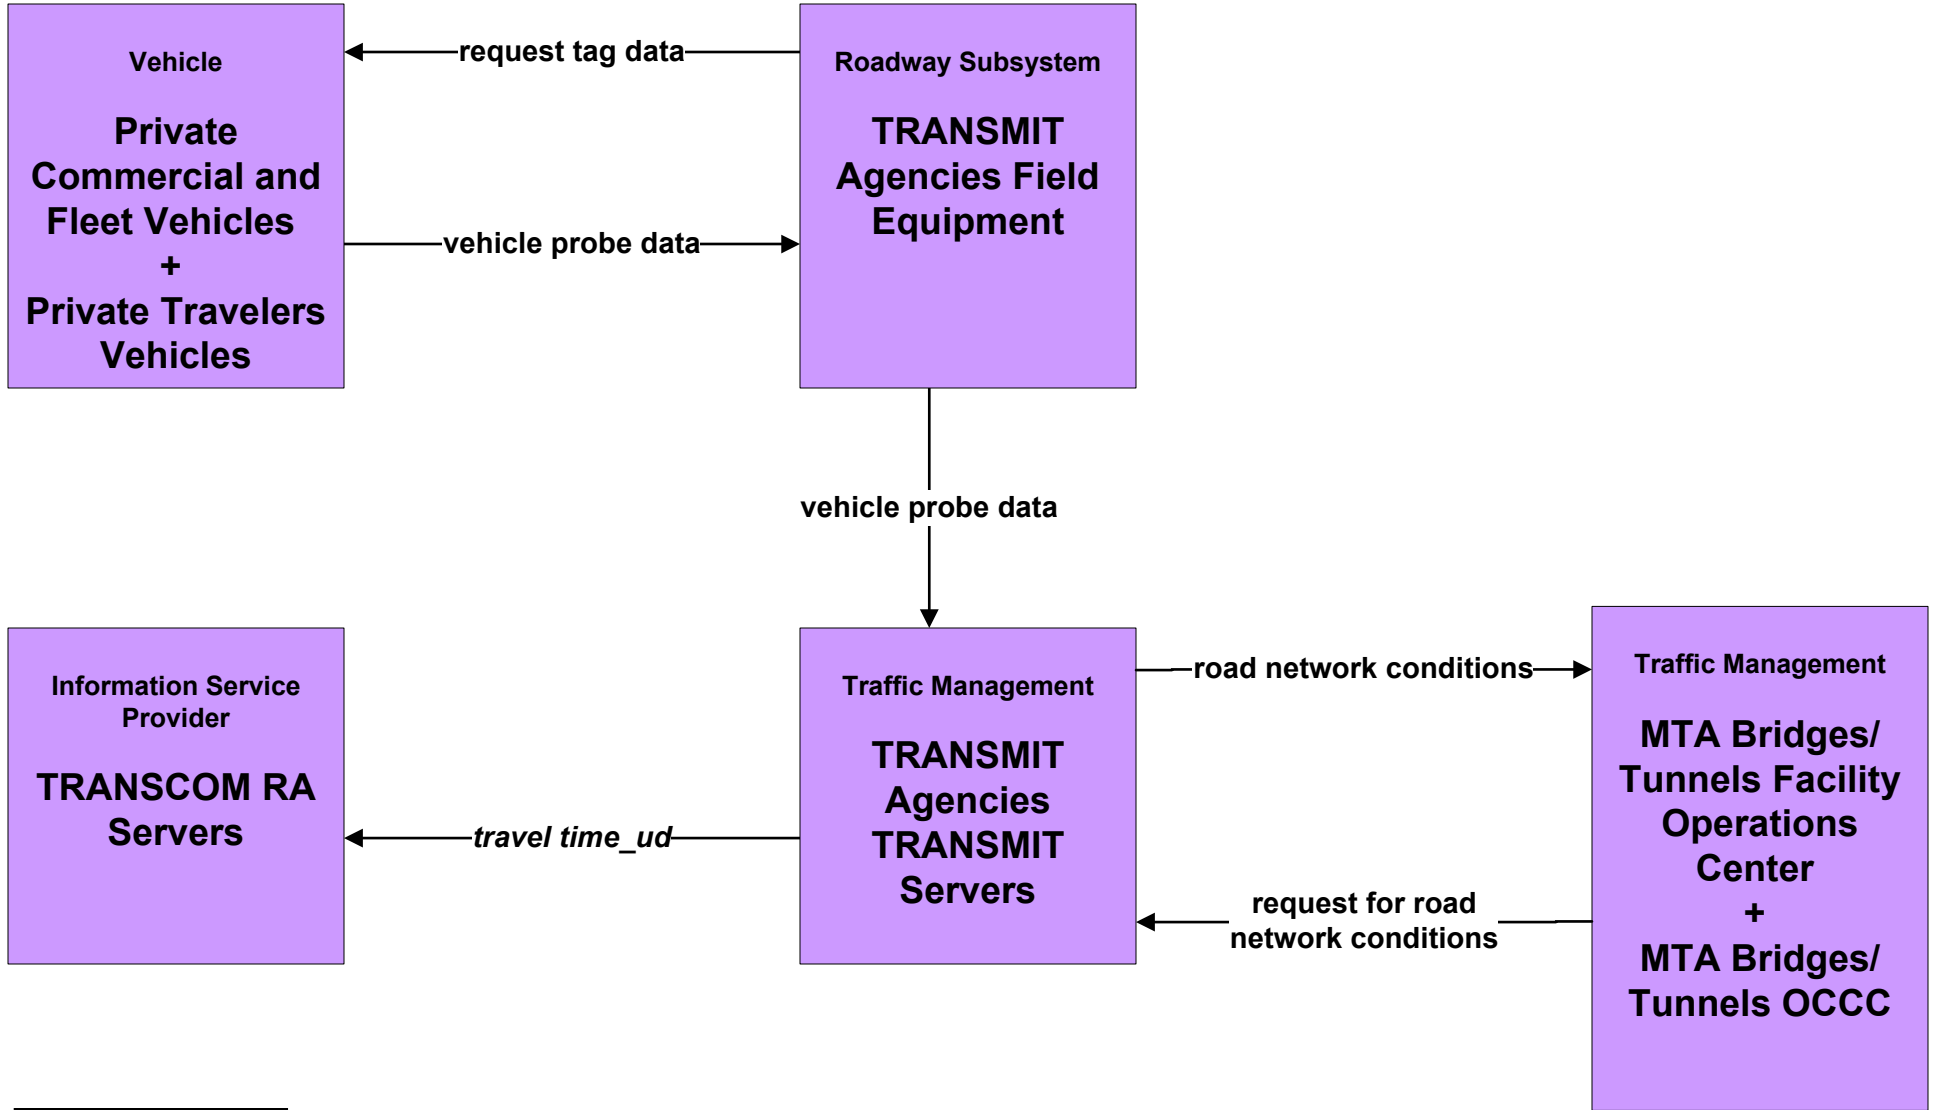 Vehicle
Private
Commercial and
Fleet Vehicles
+
Private Travelers
Vehicles
request tag data
vehicle probe data
Roadway Subsystem
TRANSMIT
Agencies Field
Equipment
vehicle probe data
Information Service
Provider
TRANSCOM RA
Servers
travel time_ud
Traffic Management
TRANSMIT
Agencies
TRANSMIT
Servers
road network conditions
request for road
network conditions
Traffic Management
MTA Bridges/
Tunnels Facility
Operations
Center
+
MTA Bridges/
Tunnels OCCC